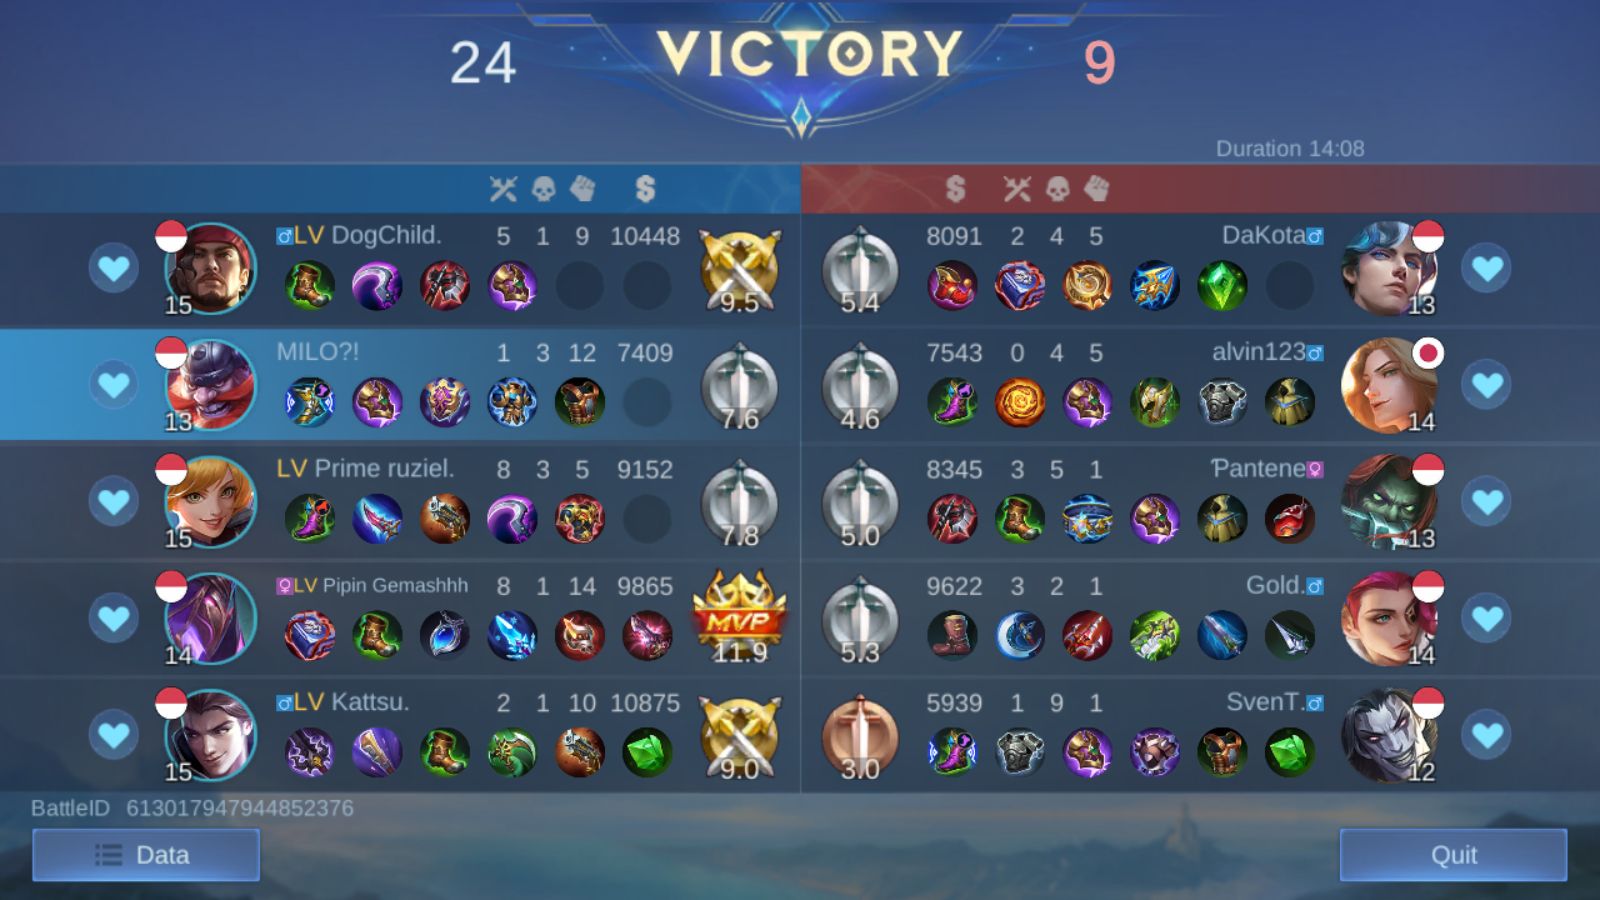 24 VICTORY 9
Duration 14:08
LV DogChild. 5 1 9 10448
15 9.5
8091 2 4 5 DaKota
5.4 13
MILO?! 1 3 12 7409
13 7.6
7543 0 4 5 alvin123
4.6 14
LV Prime ruziel. 8 3 5 9152
15 7.8
8345 3 5 1 Pantene
5.0 13
LV Pipin Gemashhh 8 1 14 9865
MVP
14 11.9
9622 3 2 1 Gold.
5.3 14
LV Kattsu. 2 1 10 10875
15 9.0
5939 1 9 1 SvenT.
3.0 12
BattleID 613017947944852376
Data
Quit